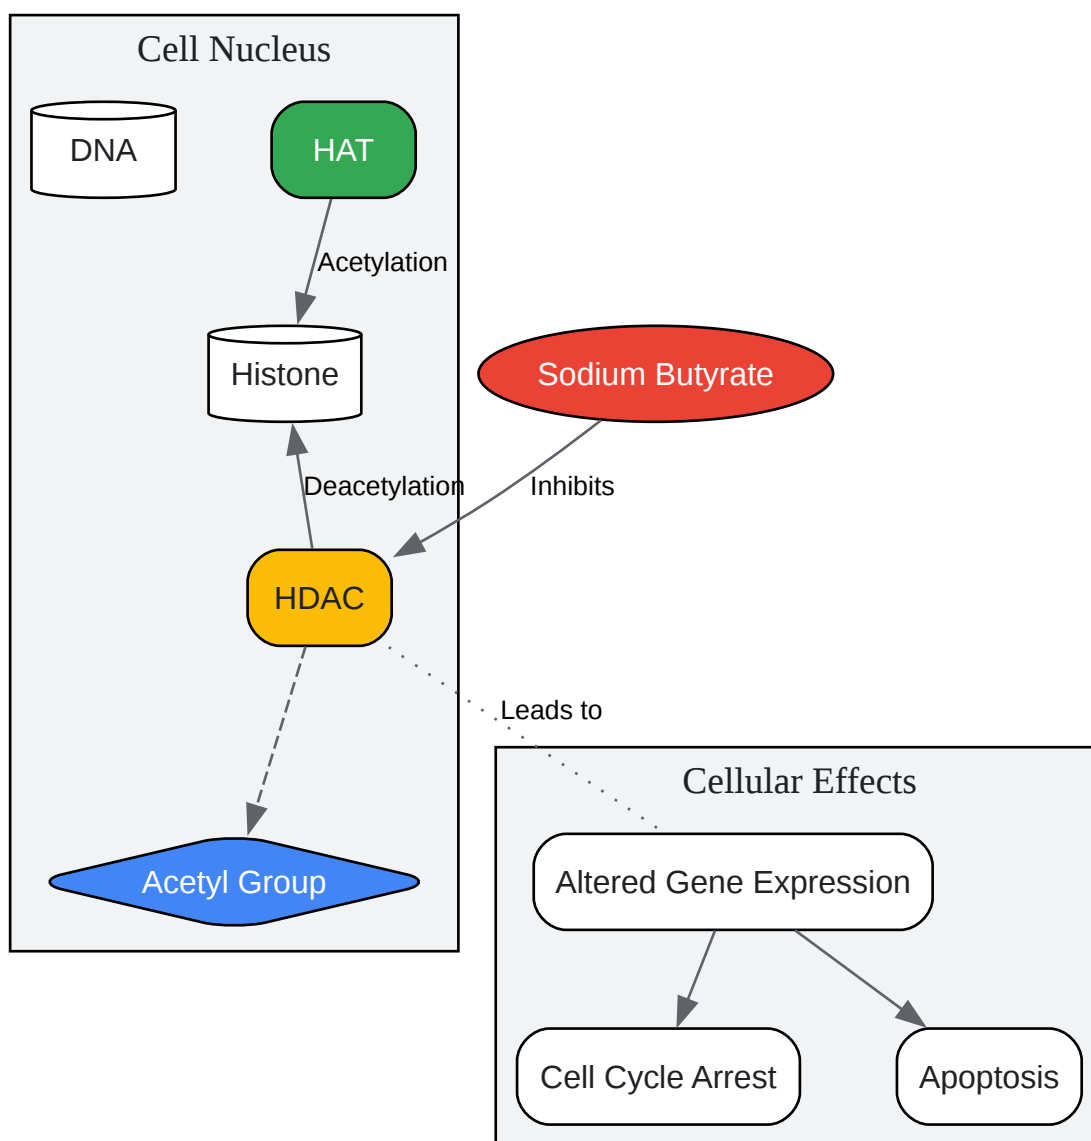 Cell Nucleus
DNA
HAT
Acetylation
Histone
Sodium Butyrate
Deacetylation
Inhibits
HDAC
Leads to
Cellular Effects
Acetyl Group
Altered Gene Expression
Cell Cycle Arrest
Apoptosis